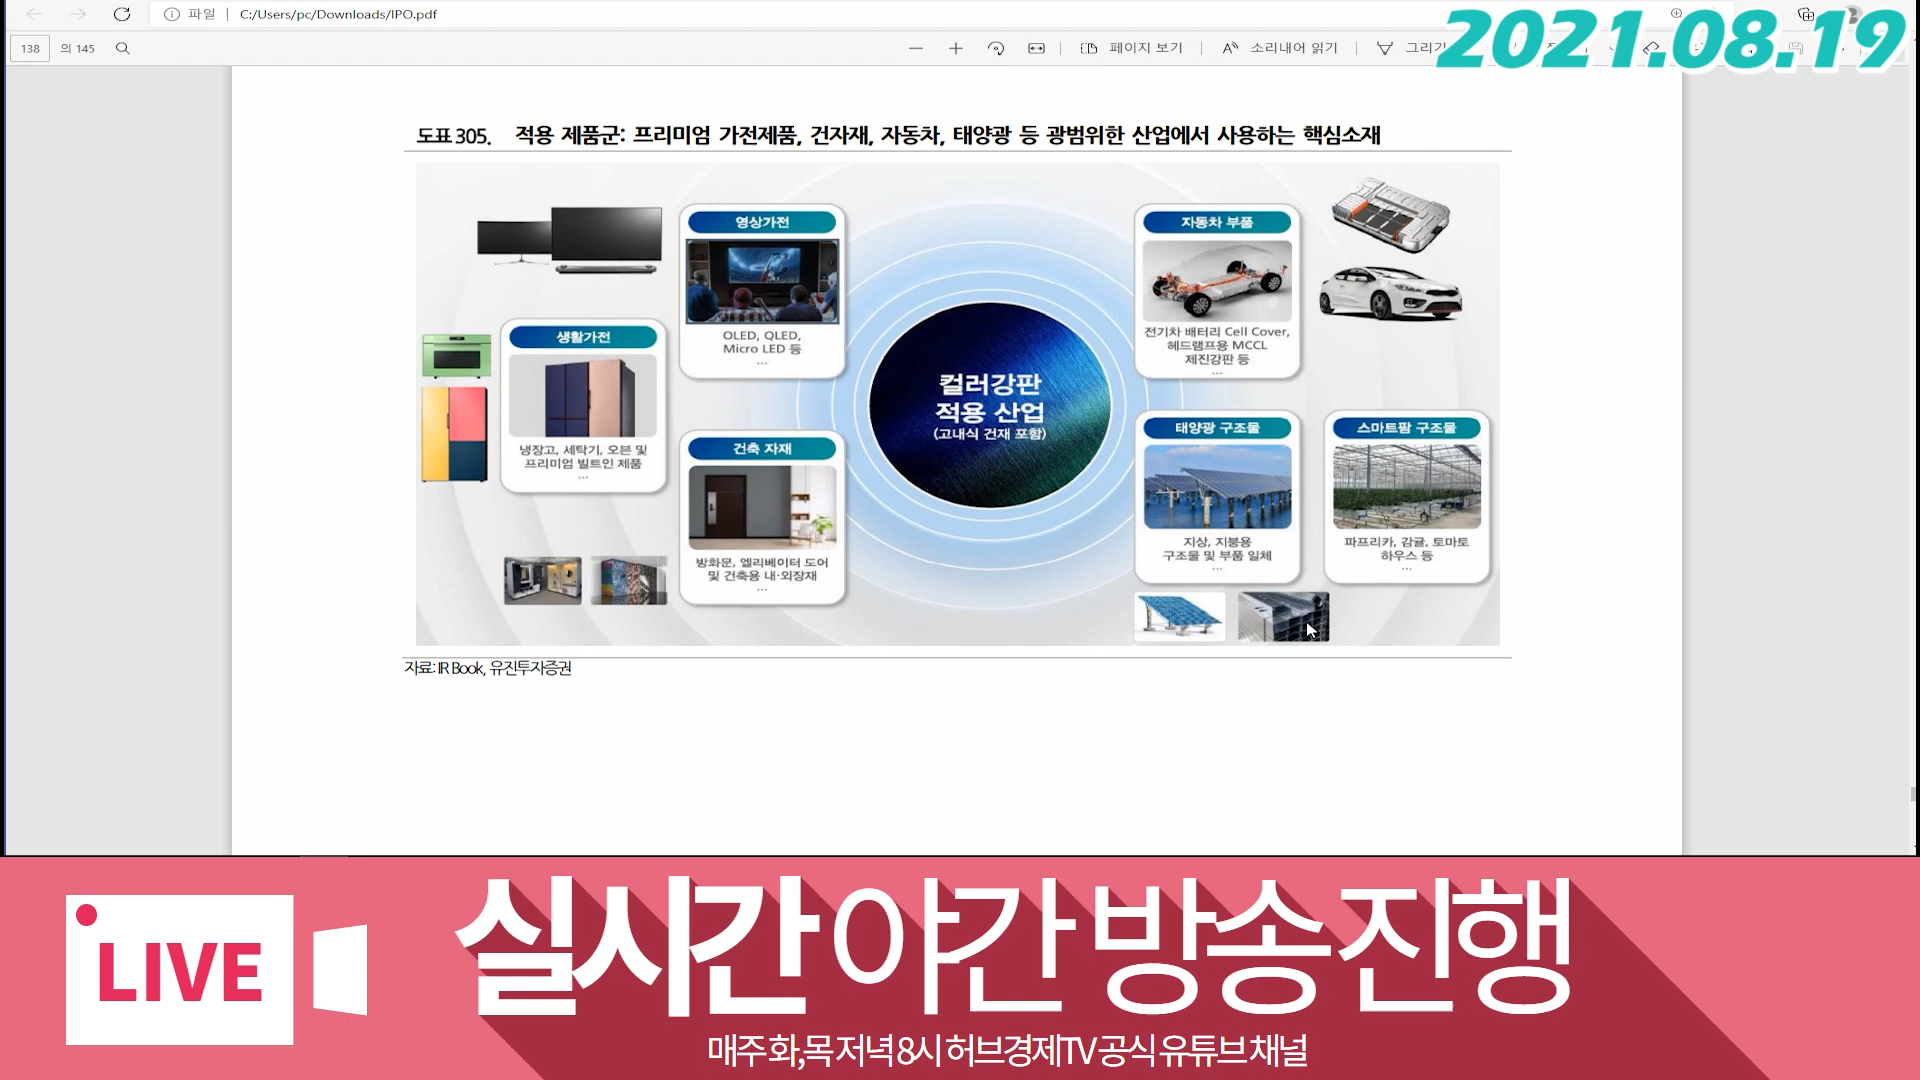 파일
C:/Users/pc/Downloads/IPO.pdf
2021.08.19
138 의 145
페이지 보기
소리내어 읽기
그리기
도표 305. 적용 제품군: 프리미엄 가전제품, 건자재, 자동차, 태양광 등 광범위한 산업에서 사용하는 핵심소재
영상가전
OLED, QLED,
Micro LED 등
...
생활가전
냉장고, 세탁기, 오븐 및
프리미엄 빌트인 제품
...
건축 자재
방화문, 엘리베이터 도어
및 건축용 내·외장재
...
컬러강판
적용 산업
(고내식 건재 포함)
자동차 부품
전기차 배터리 Cell Cover,
헤드램프용 MCCL
제진강판 등
...
태양광 구조물
지상, 지붕용
구조물 및 부품 일체
...
스마트팜 구조물
파프리카, 감귤, 토마토
하우스 등
...
자료: IR Book, 유진투자증권
LIVE
실시간 야간 방송 진행
매주 화,목 저녁 8시 허브경제TV 공식 유튜브 채널